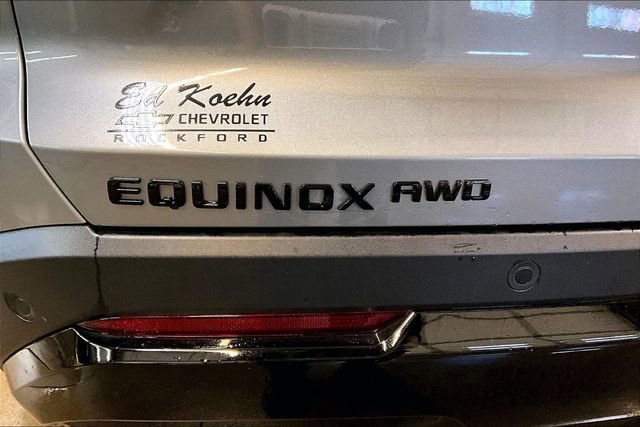 Ed Koehn
CHEVROLET
ROCKFORD
EQUINOX AWD